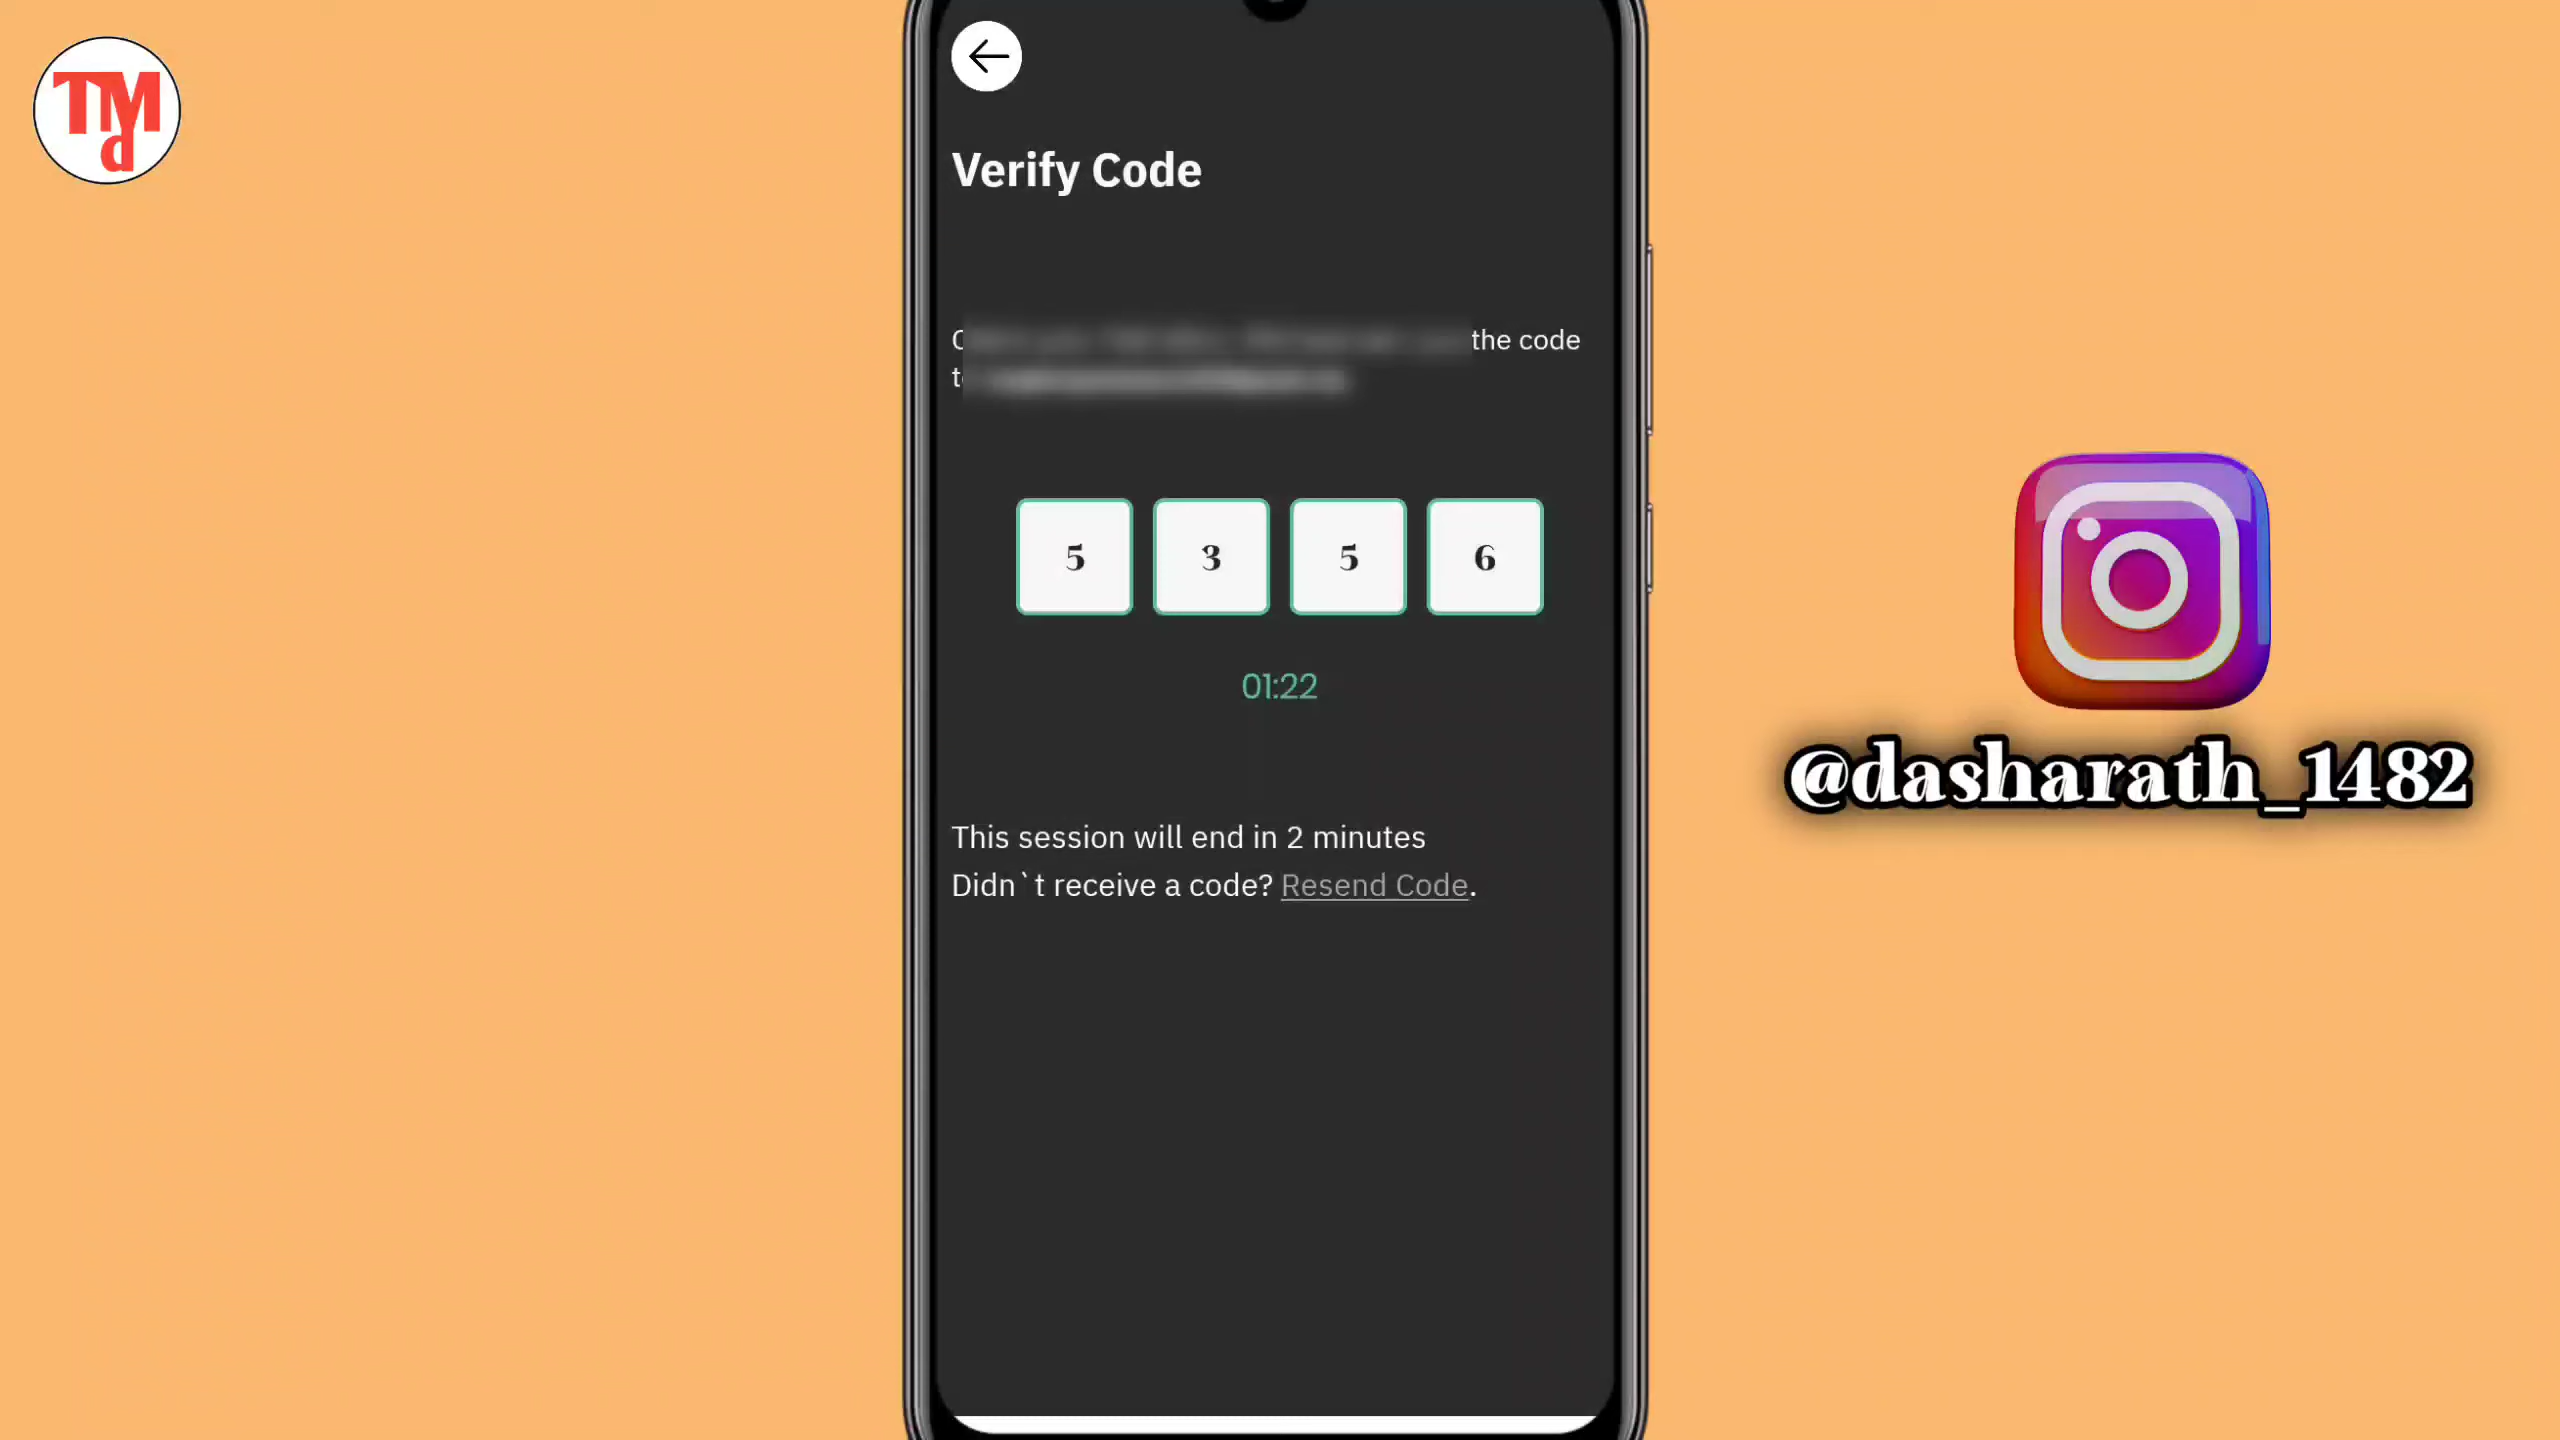 TMd
Verify Code
the code
5 3 5 6
01:22
This session will end in 2 minutes
Didn`t receive a code? Resend Code.
@dasharath_1482